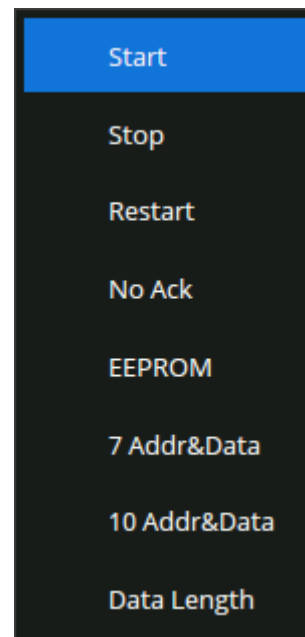 Start
Stop
Restart
No Ack
EEPROM
7 Addr&Data
10 Addr&Data
Data Length